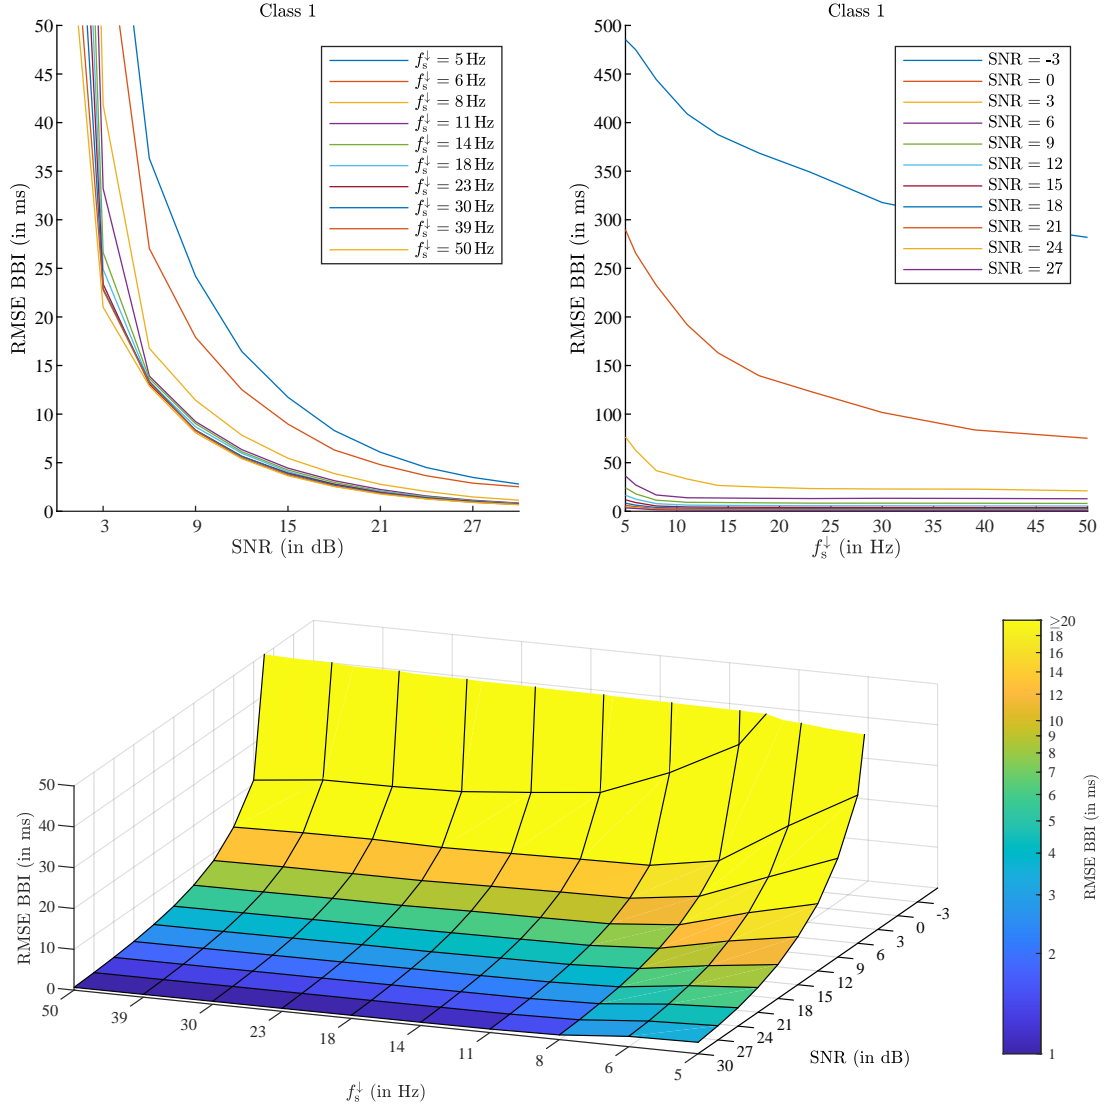 Class 1
50
45
40
35
30
25
20
15
10
5
0
RMSE BBI (in ms)
3
9
15
21
27
SNR (in dB)
f_s^↓ = 5 Hz
f_s^↓ = 6 Hz
f_s^↓ = 8 Hz
f_s^↓ = 11 Hz
f_s^↓ = 14 Hz
f_s^↓ = 18 Hz
f_s^↓ = 23 Hz
f_s^↓ = 30 Hz
f_s^↓ = 39 Hz
f_s^↓ = 50 Hz
Class 1
500
450
400
350
300
250
200
150
100
50
0
RMSE BBI (in ms)
5
10
15
20
25
30
35
40
45
50
f_s^↓ (in Hz)
SNR = -3
SNR = 0
SNR = 3
SNR = 6
SNR = 9
SNR = 12
SNR = 15
SNR = 18
SNR = 21
SNR = 24
SNR = 27
50
40
30
20
10
0
RMSE BBI (in ms)
50
39
30
23
18
14
11
8
6
5
f_s^↓ (in Hz)
-3
0
3
6
9
12
15
18
21
24
27
30
SNR (in dB)
≥20
18
16
14
12
10
9
8
7
6
5
4
3
2
1
RMSE BBI (in ms)